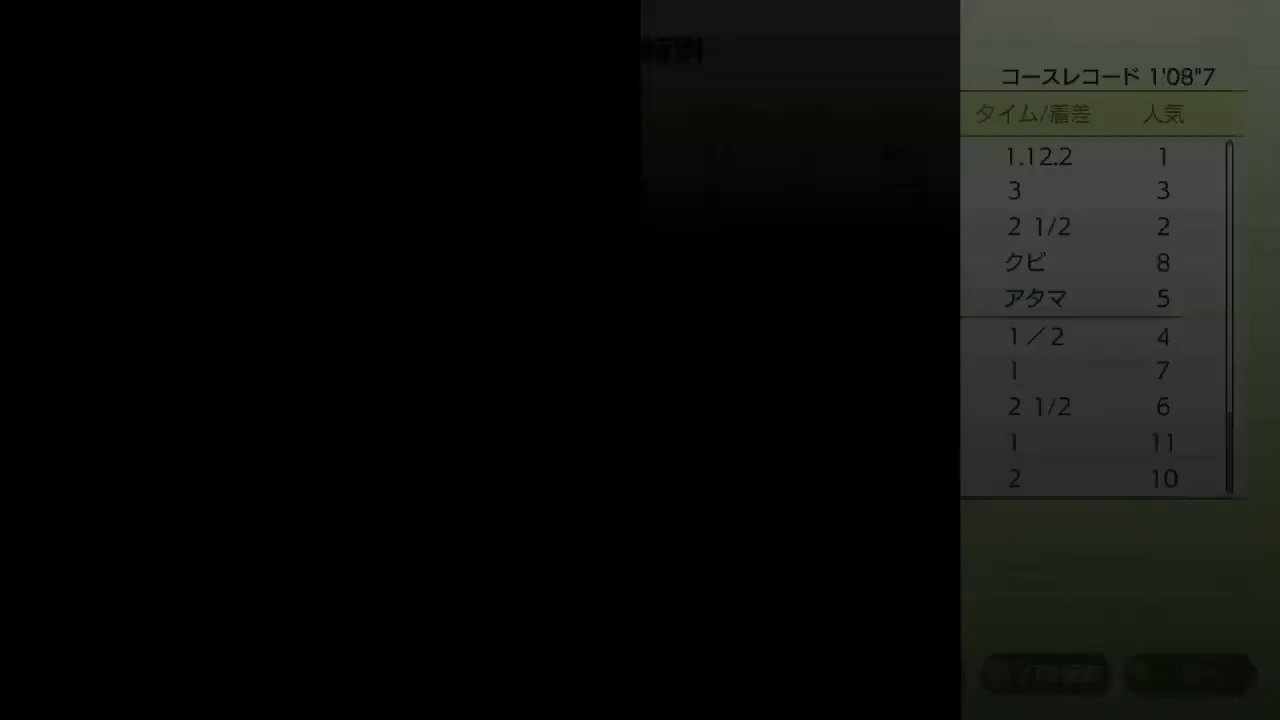 特別
コースレコード 1'08"7
タイム/着差 人気
1.12.2 1
3 3
2 1/2 2
クビ 8
アタマ 5
1／2 4
1 7
2 1/2 6
1 11
2 10